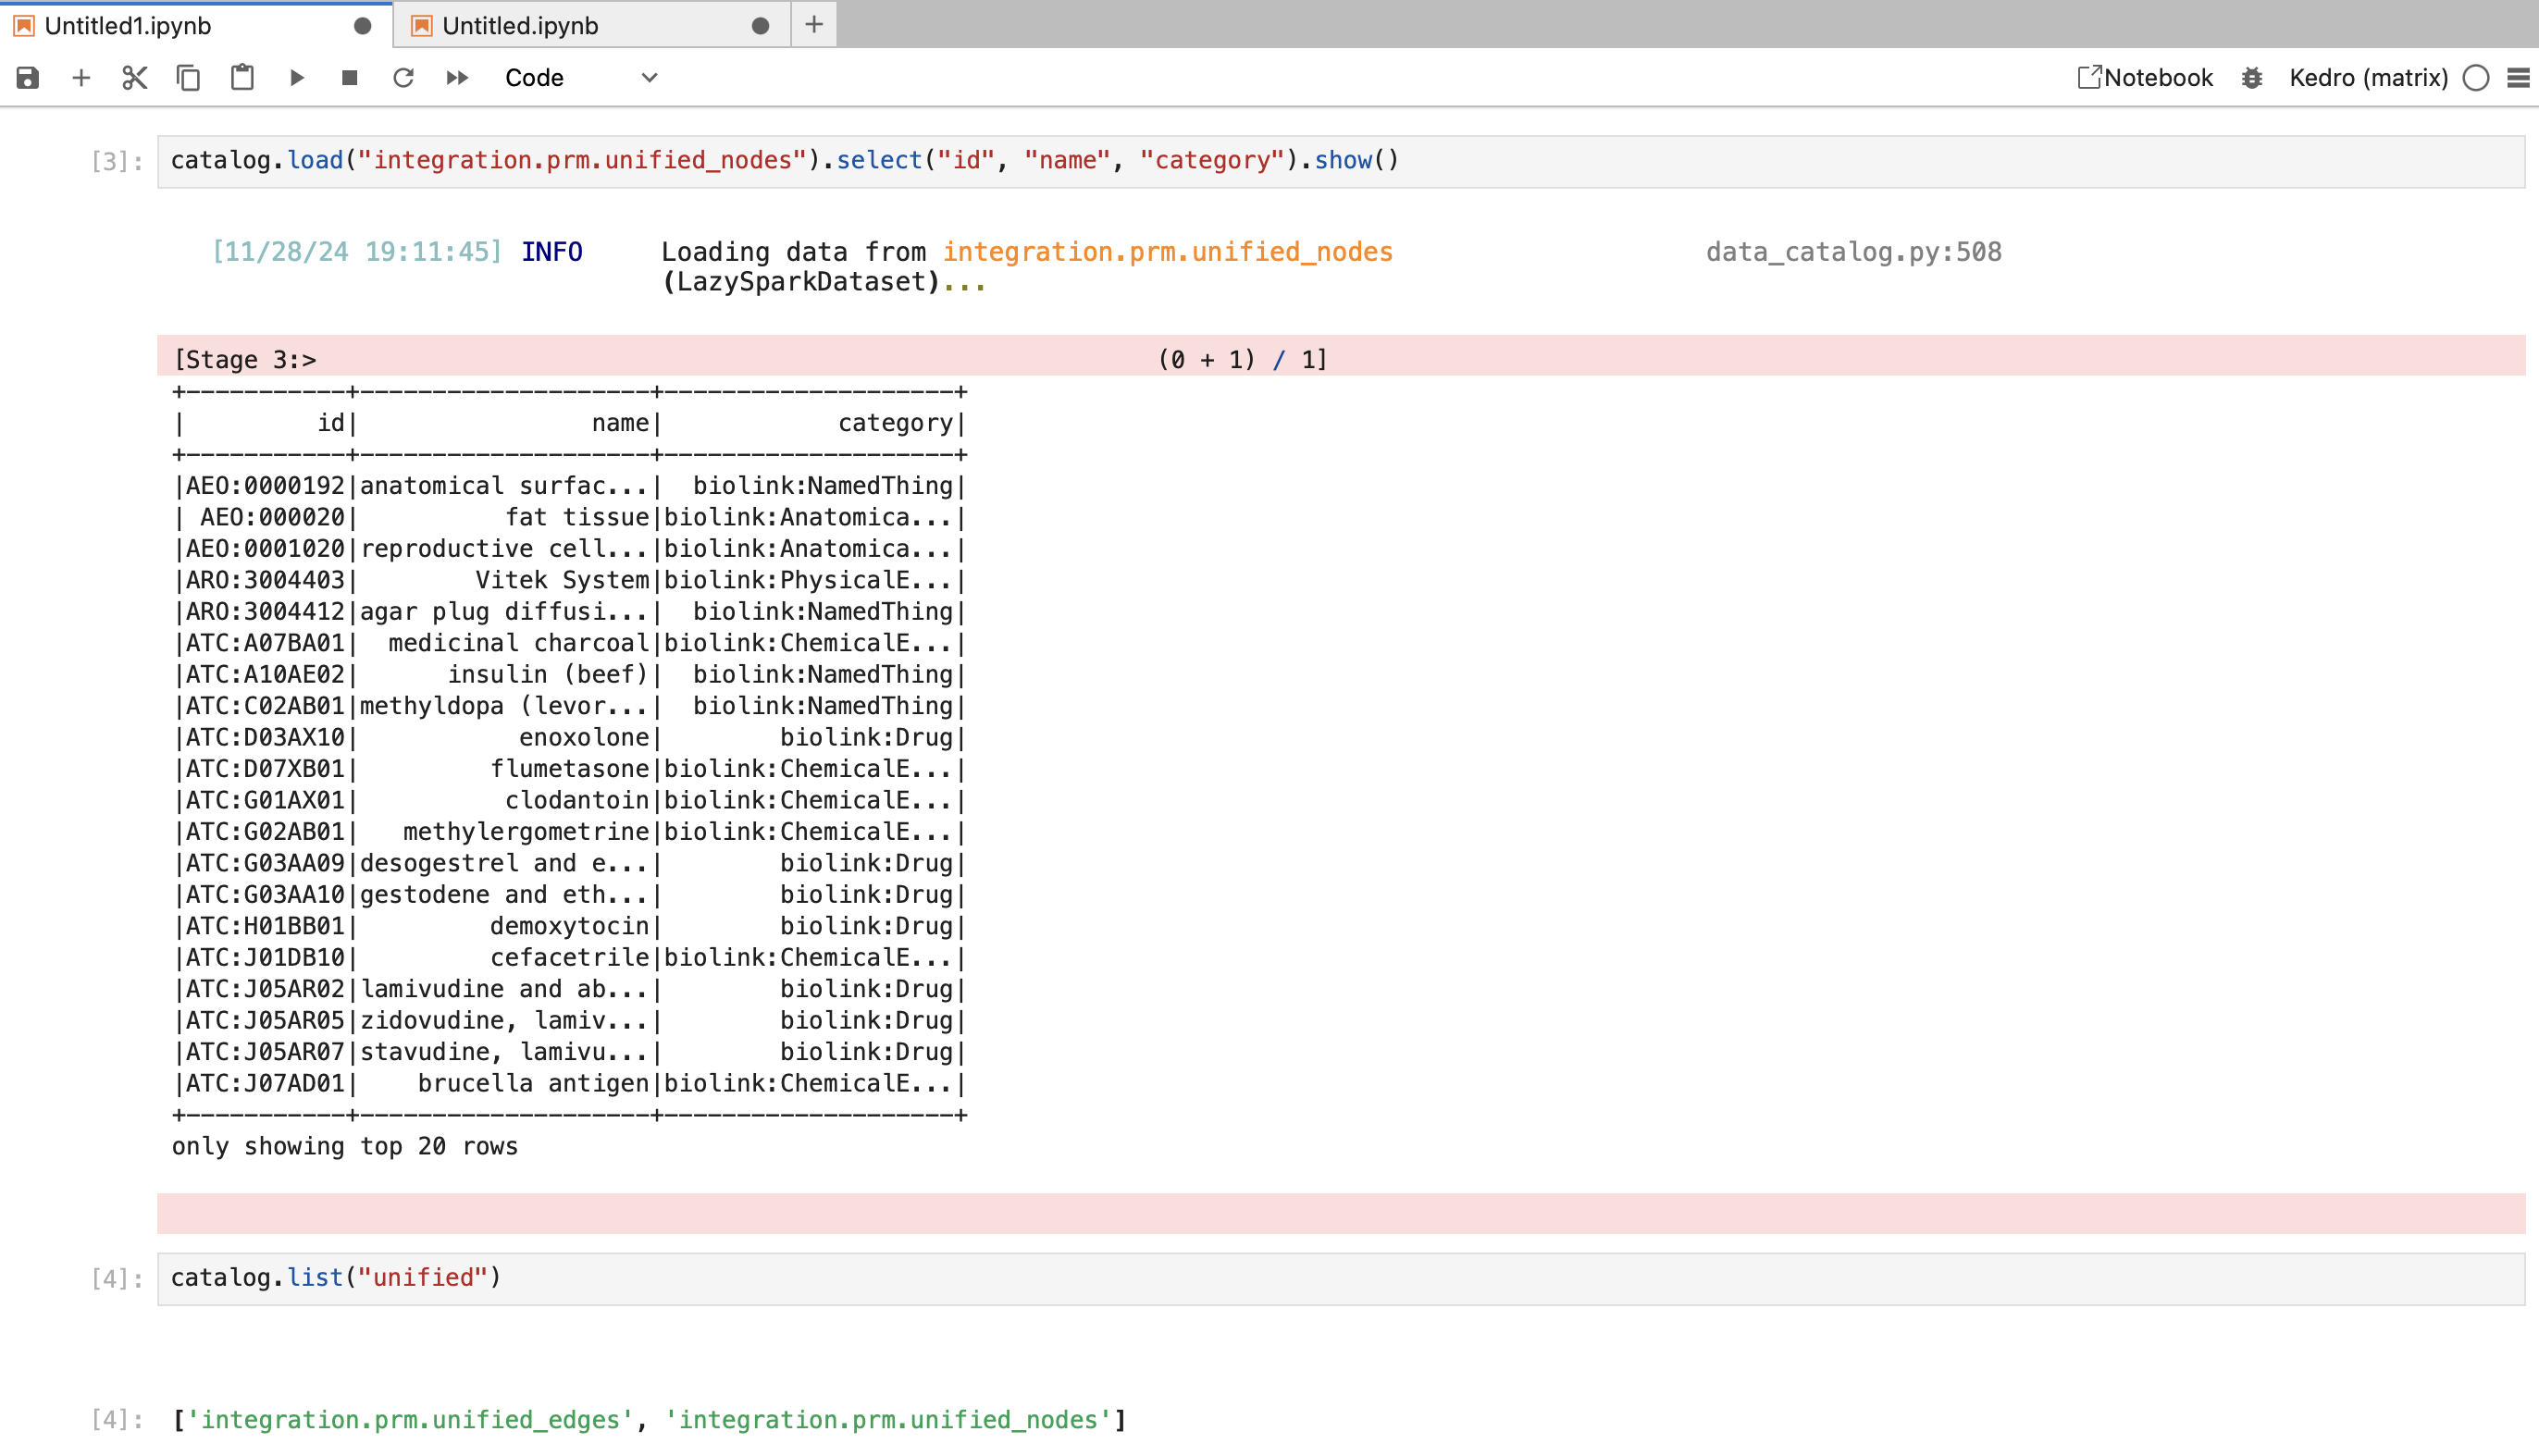 Untitled1.ipynb Untitled.ipynb
Code Notebook Kedro (matrix)
[3]: catalog.load("integration.prm.unified_nodes").select("id", "name", "category").show()
[11/28/24 19:11:45] INFO Loading data from integration.prm.unified_nodes data_catalog.py:508
(LazySparkDataset)...
[Stage 3:> (0 + 1) / 1]
+-----------+--------------------+--------------------+
|         id|                name|            category|
+-----------+--------------------+--------------------+
|AEO:0000192|anatomical surfac...|  biolink:NamedThing|
| AEO:000020|          fat tissue|biolink:Anatomica...|
|AEO:0001020|reproductive cell...|biolink:Anatomica...|
|ARO:3004403|        Vitek System|biolink:PhysicalE...|
|ARO:3004412|agar plug diffusi...|  biolink:NamedThing|
|ATC:A07BA01|  medicinal charcoal|biolink:ChemicalE...|
|ATC:A10AE02|      insulin (beef)|  biolink:NamedThing|
|ATC:C02AB01|methyldopa (levor...|  biolink:NamedThing|
|ATC:D03AX10|           enoxolone|        biolink:Drug|
|ATC:D07XB01|         flumetasone|biolink:ChemicalE...|
|ATC:G01AX01|          clodantoin|biolink:ChemicalE...|
|ATC:G02AB01|   methylergometrine|biolink:ChemicalE...|
|ATC:G03AA09|desogestrel and e...|        biolink:Drug|
|ATC:G03AA10|gestodene and eth...|        biolink:Drug|
|ATC:H01BB01|         demoxytocin|        biolink:Drug|
|ATC:J01DB10|         cefacetrile|biolink:ChemicalE...|
|ATC:J05AR02|lamivudine and ab...|        biolink:Drug|
|ATC:J05AR05|zidovudine, lamiv...|        biolink:Drug|
|ATC:J05AR07|stavudine, lamivu...|        biolink:Drug|
|ATC:J07AD01|    brucella antigen|biolink:ChemicalE...|
+-----------+--------------------+--------------------+
only showing top 20 rows
[4]: catalog.list("unified")
[4]: ['integration.prm.unified_edges', 'integration.prm.unified_nodes']